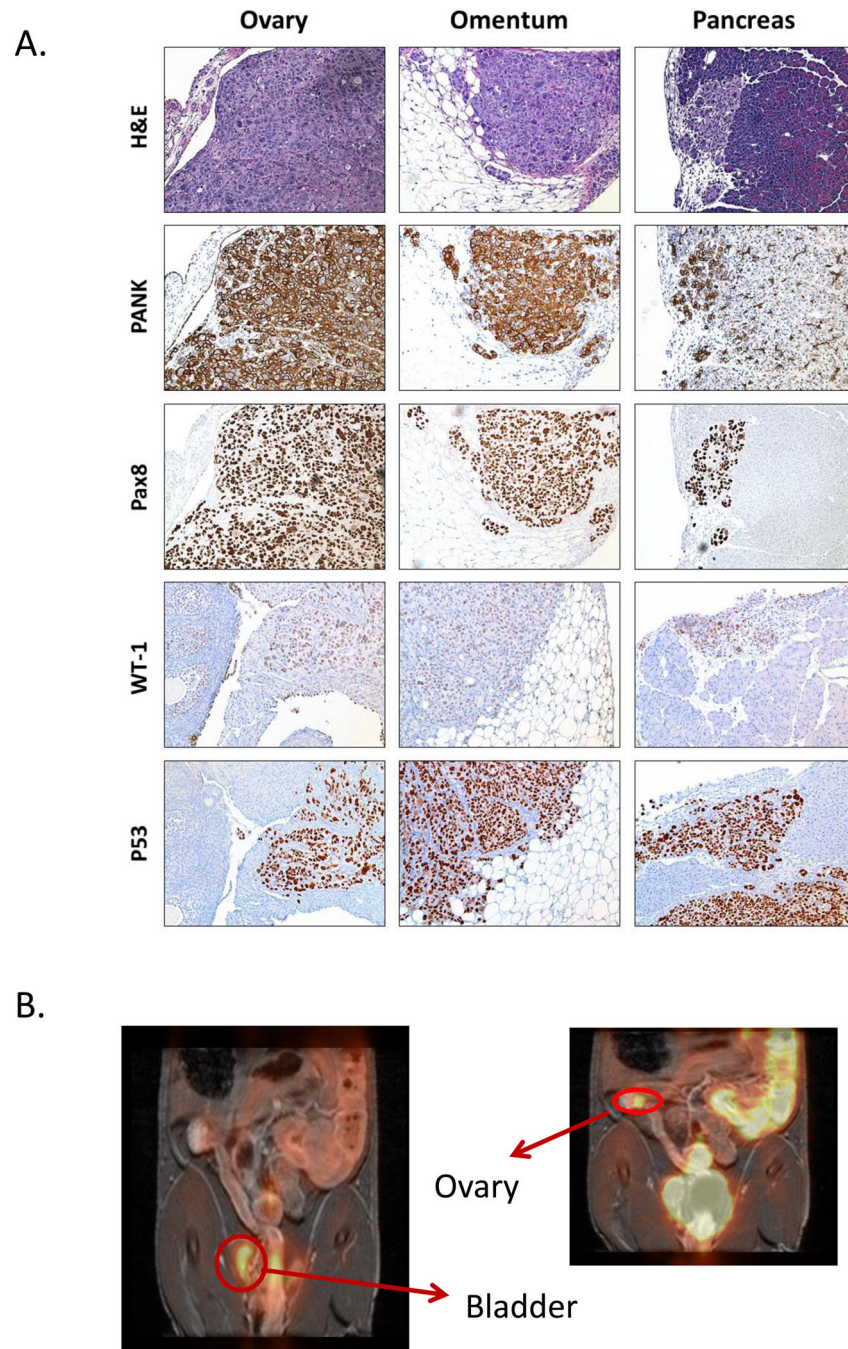 A.
Ovary Omentum Pancreas
H&E
PANK
Pax8
WT-1
P53
B.
Ovary
Bladder